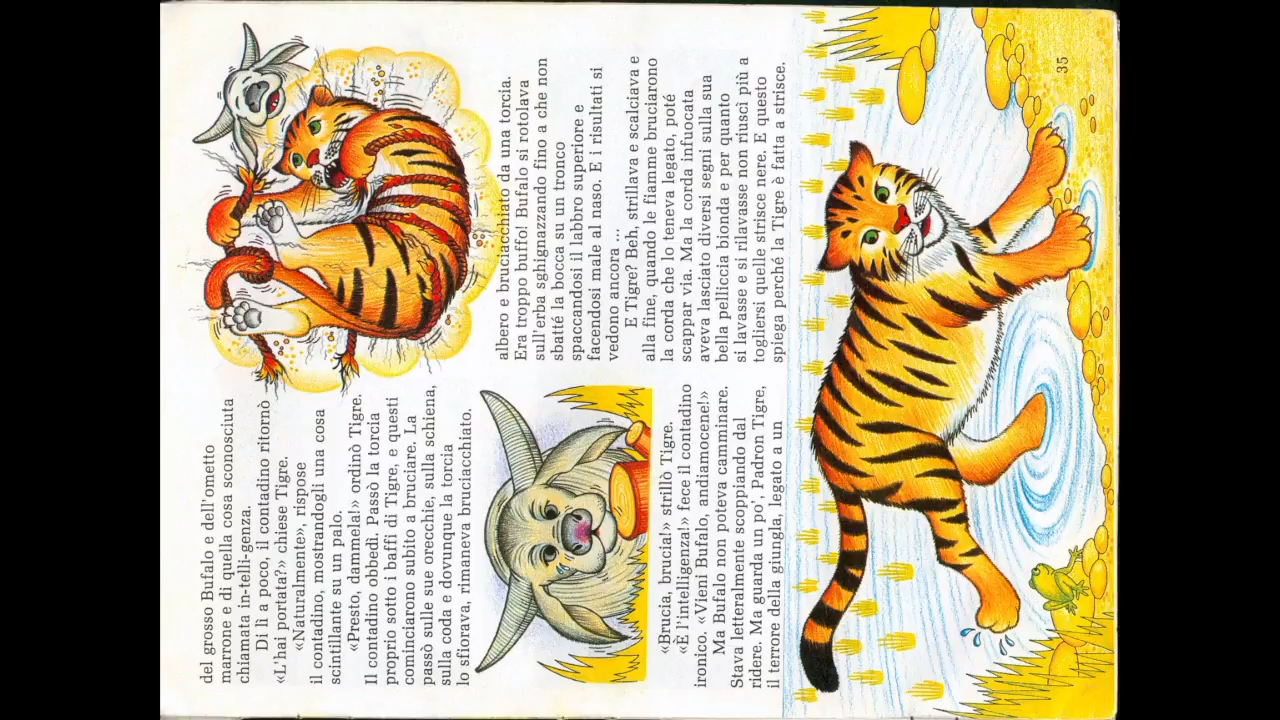 del grosso Bufalo e dell'ometto
marrone e di quella cosa sconosciuta
chiamata in-telli-genza.
Di lì a poco, il contadino ritornò
«L'hai portata?» chiese Tigre.
«Naturalmente», rispose
il contadino, mostrandogli una cosa
scintillante su un palo.
«Presto, dammela!» ordinò Tigre.
Il contadino obbedì. Passò la torcia
proprio sotto i baffi di Tigre, e questi
cominciarono subito a bruciare. La
passò sulle sue orecchie, sulla schiena,
sulla coda e dovunque la torcia
lo sfiorava, rimaneva bruciacchiato.
«Brucia, brucia!» strillò Tigre.
«È l'intelligenza!» fece il contadino
ironico. «Vieni Bufalo, andiamocene!»
Ma Bufalo non poteva camminare.
Stava letteralmente scoppiando dal
ridere. Ma guarda un po', Padron Tigre,
il terrore della giungla, legato a un
albero e bruciacchiato da una torcia.
Era troppo buffo! Bufalo si rotolava
sull'erba sghignazzando fino a che non
sbatté la bocca su un tronco
spaccandosi il labbro superiore e
facendosi male al naso. E i risultati si
vedono ancora ...
E Tigre? Beh, strillava e scalciava e
alla fine, quando le fiamme bruciarono
la corda che lo teneva legato, poté
scappar via. Ma la corda infuocata
aveva lasciato diversi segni sulla sua
bella pelliccia bionda e per quanto
si lavasse e si rilavasse non riuscì più a
togliersi quelle strisce nere. E questo
spiega perché la Tigre è fatta a strisce.
35